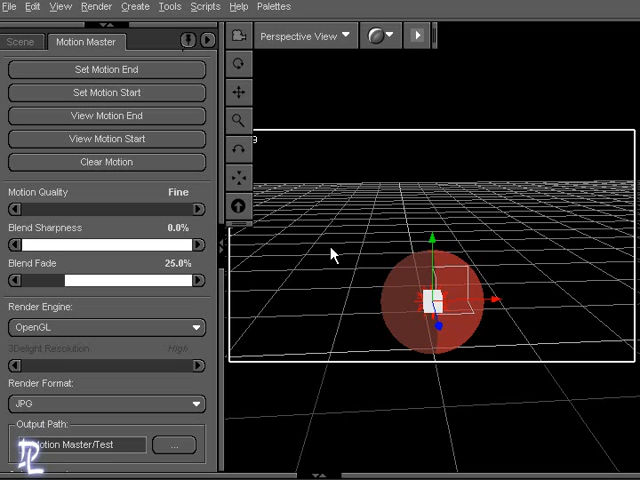 File Edit View Render Create Tools Scripts Help Palettes
Scene Motion Master
Perspective View
Set Motion End
Set Motion Start
View Motion End
View Motion Start
Clear Motion
Motion Quality Fine
Blend Sharpness 0.0%
Blend Fade 25.0%
Render Engine:
OpenGL
3Delight Resolution High
Render Format:
JPG
Output Path:
otion Master/Test ...